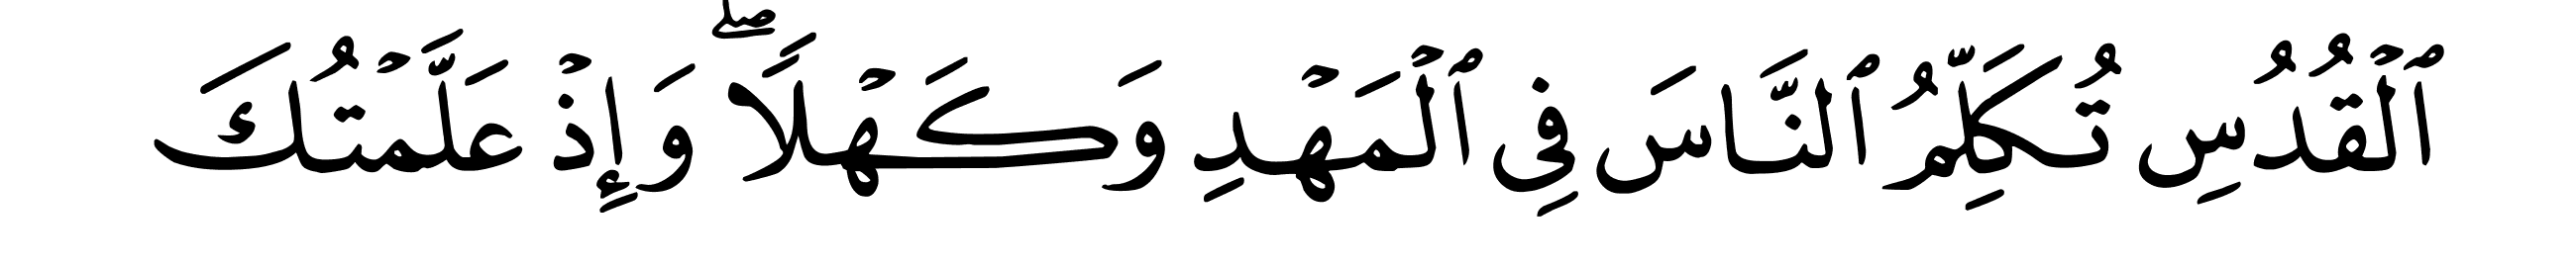 ٱلۡقُدُسِ تُكَلِّمُ ٱلنَّاسَ فِي ٱلۡمَهۡدِ وَكَهۡلٗاۖ وَإِذۡ عَلَّمۡتُكَ